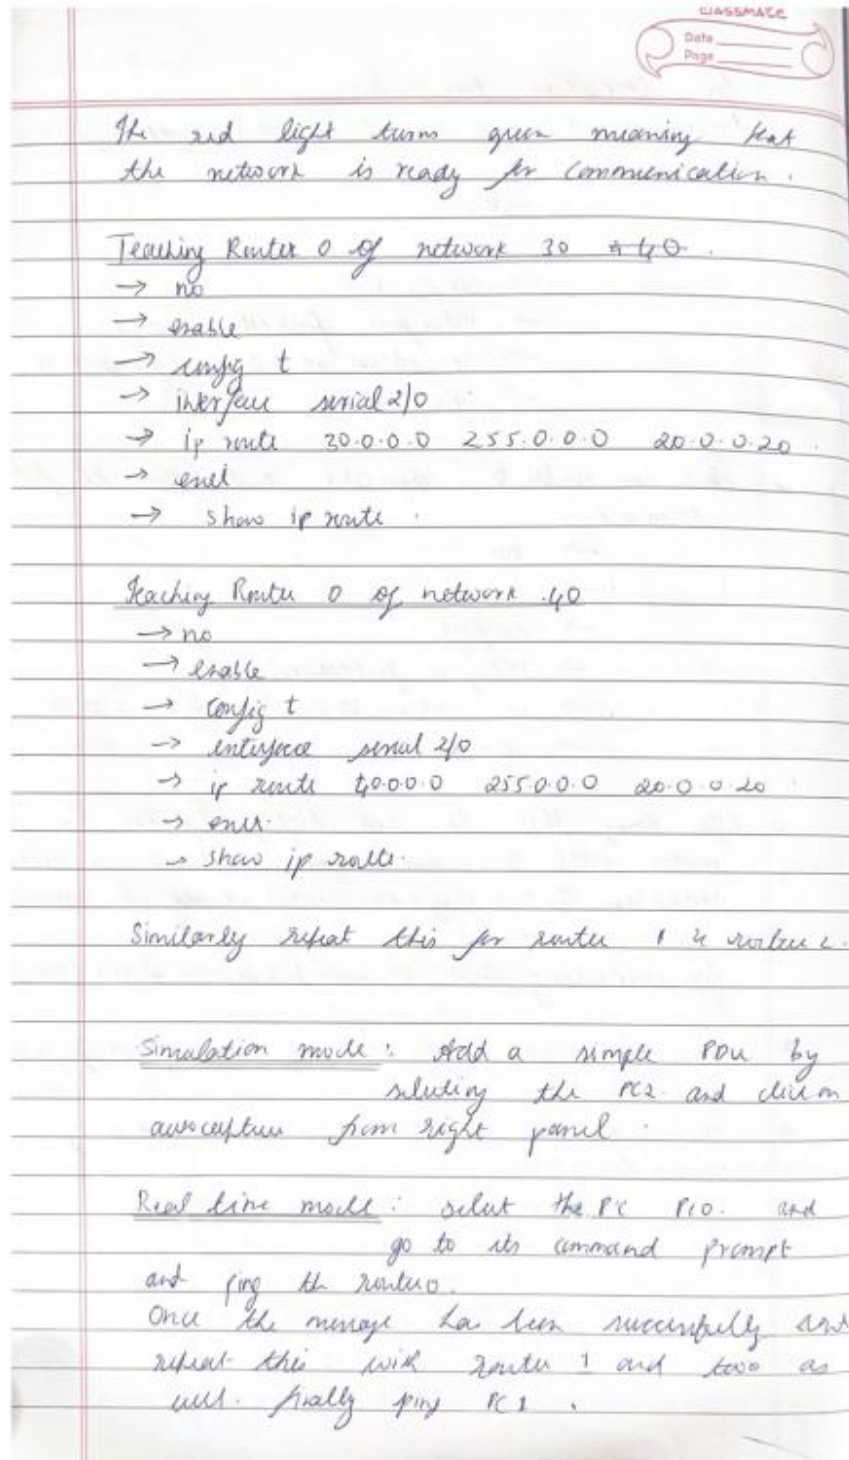 classmate
Date
Page
The red light turns green meaning that
the network is ready for communication.
Teaching Router 0 of network 30 & 40.
→ no
→ enable
→ config t
→ interface serial 2/0
→ ip route 30.0.0.0 255.0.0.0 20.0.0.20.
→ end
→ show ip route.
Teaching Router 0 of network 40
→ no
→ enable
→ config t
→ interface serial 2/0
→ ip route 40.0.0.0 255.0.0.0 20.0.0.20.
→ end.
→ show ip route.
Similarly repeat this for router 1 &
Simulation mode: Add a simple PDU by
selecting the PC2. and click on
autocapture from right panel.
Real time mode: select the PC and
go to its command prompt
and ping the router0.
Once the message has been successfully sent
repeat this with router 1 and two as
well. finally ping PC1.